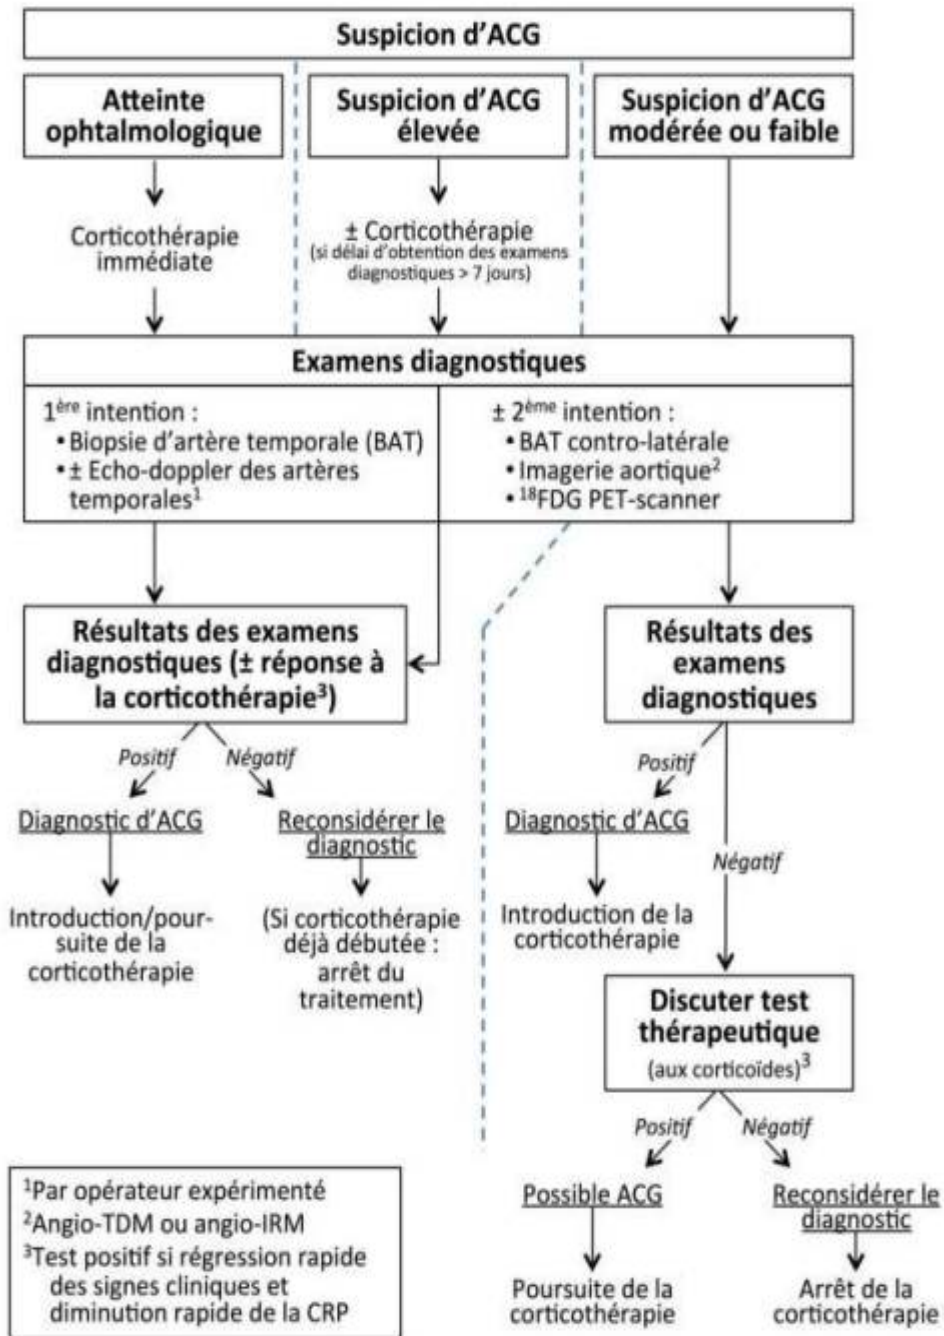 Suspicion d'ACG
Atteinte
ophtalmologique
Suspicion d'ACG
élevée
Suspicion d'ACG
modérée ou faible
Corticothérapie
immédiate
± Corticothérapie
(si délai d'obtention des examens
diagnostiques > 7 jours)
Examens diagnostiques
1ère intention :
• Biopsie d'artère temporale (BAT)
• ± Echo-doppler des artères
temporales1
± 2ème intention :
• BAT contro-latérale
• Imagerie aortique2
• 18FDG PET-scanner
Résultats des examens
diagnostiques (± réponse à
la corticothérapie3)
Résultats des
examens
diagnostiques
Positif
Négatif
Diagnostic d'ACG
Reconsidérer le
diagnostic
Introduction/pour-
suite de la
corticothérapie
(Si corticothérapie
déjà débutée :
arrêt du
traitement)
Positif
Diagnostic d'ACG
Négatif
Introduction de la
corticothérapie
Discuter test
thérapeutique
(aux corticoïdes)3
Positif
Négatif
Possible ACG
Reconsidérer le
diagnostic
Poursuite de la
corticothérapie
Arrêt de la
corticothérapie
1Par opérateur expérimenté
2Angio-TDM ou angio-IRM
3Test positif si régression rapide
des signes cliniques et
diminution rapide de la CRP